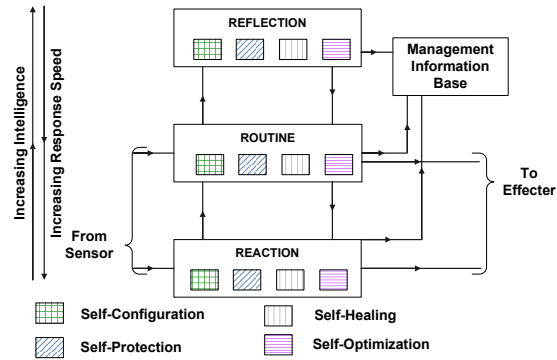 REFLECTION
Management
Information
Base
ROUTINE
Increasing Intelligence
Increasing Response Speed
From
Sensor
To
Effecter
REACTION
Self-Configuration
Self-Healing
Self-Protection
Self-Optimization